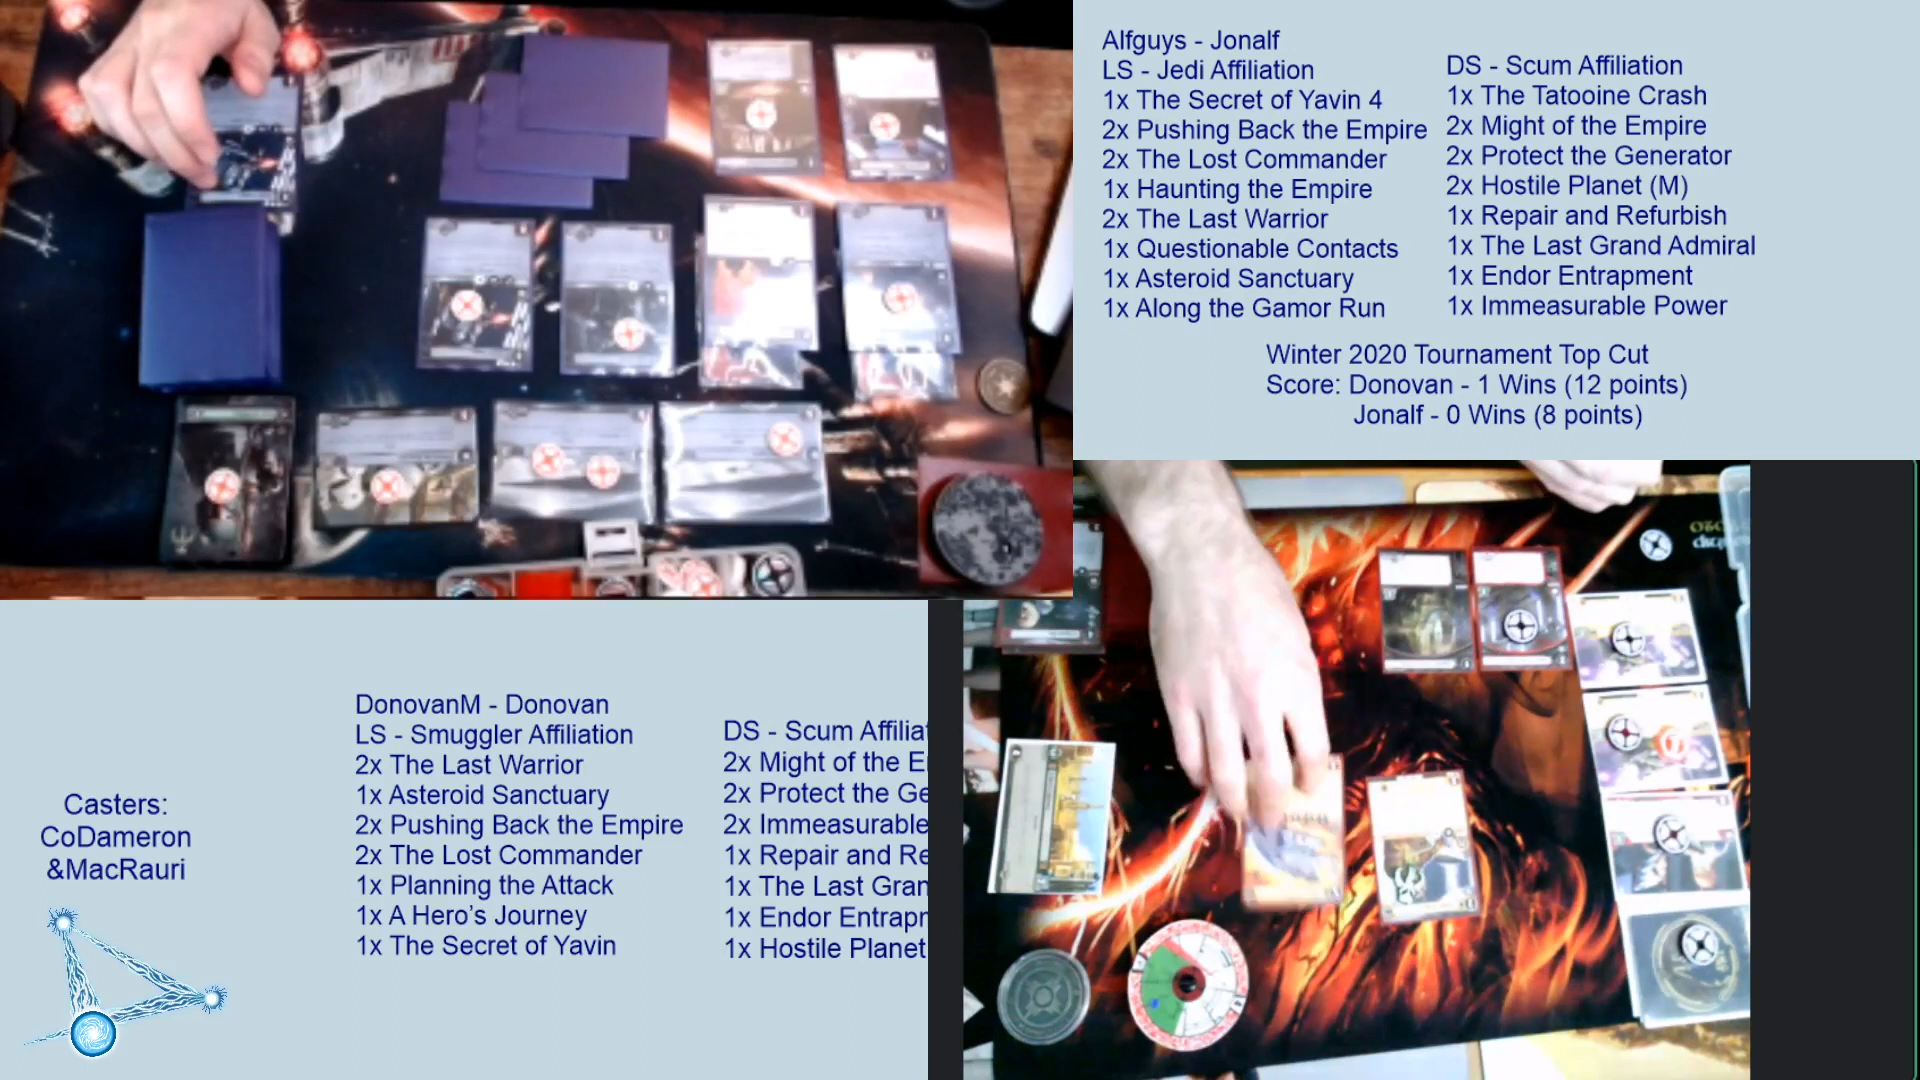 Alfguys - Jonalf
LS - Jedi Affiliation
1x The Secret of Yavin 4
2x Pushing Back the Empire
2x The Lost Commander
1x Haunting the Empire
2x The Last Warrior
1x Questionable Contacts
1x Asteroid Sanctuary
1x Along the Gamor Run
DS - Scum Affiliation
1x The Tatooine Crash
2x Might of the Empire
2x Protect the Generator
2x Hostile Planet (M)
1x Repair and Refurbish
1x The Last Grand Admiral
1x Endor Entrapment
1x Immeasurable Power
Winter 2020 Tournament Top Cut
Score: Donovan - 1 Wins (12 points)
Jonalf - 0 Wins (8 points)
Casters:
CoDameron
&MacRauri
DonovanM - Donovan
LS - Smuggler Affiliation
2x The Last Warrior
1x Asteroid Sanctuary
2x Pushing Back the Empire
2x The Lost Commander
1x Planning the Attack
1x A Hero's Journey
1x The Secret of Yavin
DS - Scum Affiliat
2x Might of the E
2x Protect the Ge
2x Immeasurable
1x Repair and Re
1x The Last Gran
1x Endor Entrapr
1x Hostile Planet